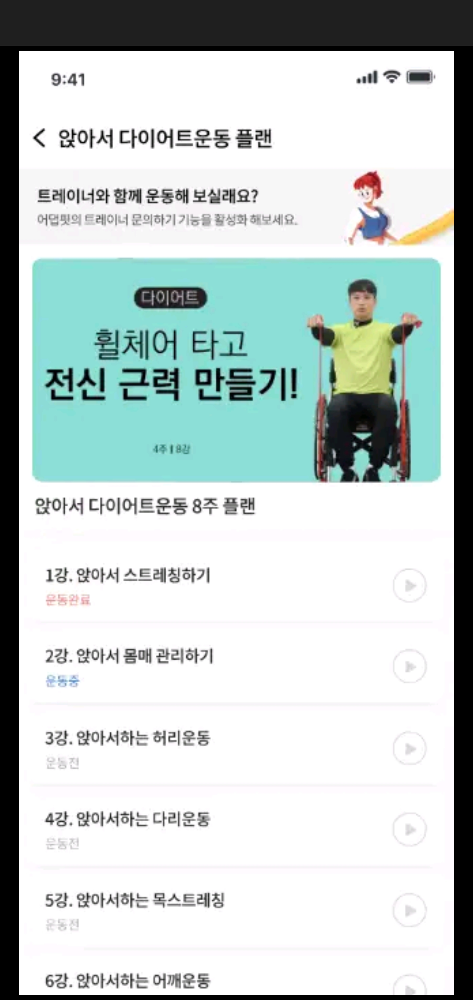 9:41
앉아서 다이어트운동 플랜
트레이너와 함께 운동해 보실래요?
어댑핏의 트레이너 문의하기 기능을 활성화 해보세요.
다이어트
휠체어 타고
전신 근력 만들기!
4주 | 8강
앉아서 다이어트운동 8주 플랜
1강. 앉아서 스트레칭하기
운동완료
2강. 앉아서 몸매 관리하기
운동중
3강. 앉아서하는 허리운동
운동전
4강. 앉아서하는 다리운동
운동전
5강. 앉아서하는 목스트레칭
운동전
6강. 앉아서하는 어깨운동